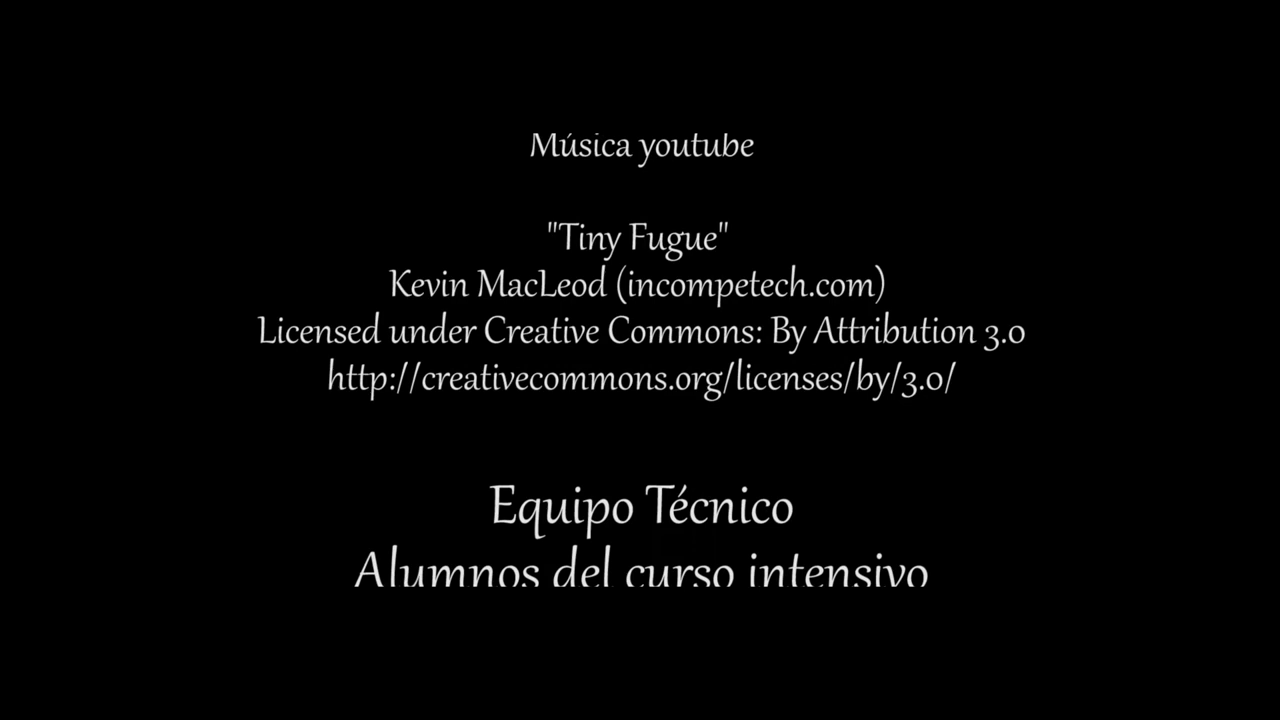 Música youtube
"Tiny Fugue"
Kevin MacLeod (incompetech.com)
Licensed under Creative Commons: By Attribution 3.0
http://creativecommons.org/licenses/by/3.0/
Equipo Técnico
Alumnos del curso intensivo